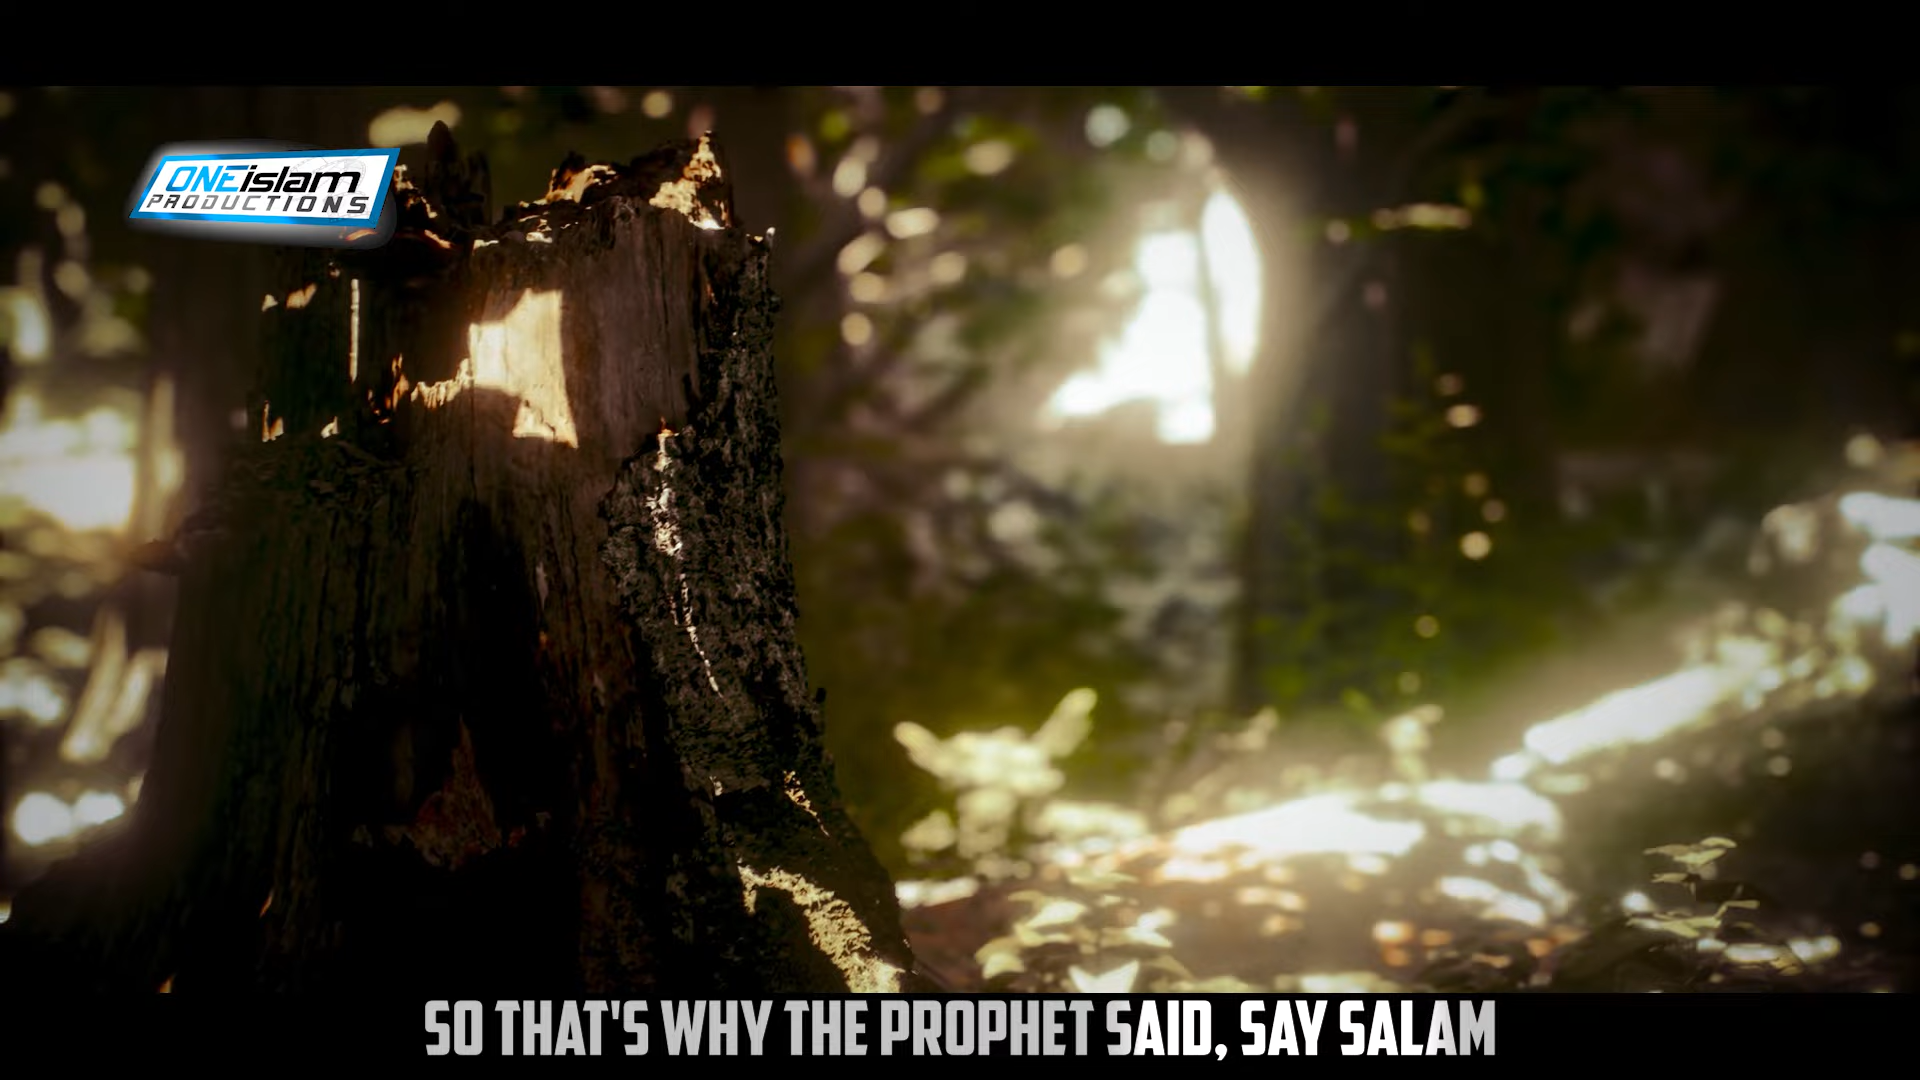 ONEislam
PRODUCTIONS
SO THAT'S WHY THE PROPHET SAID, SAY SALAM